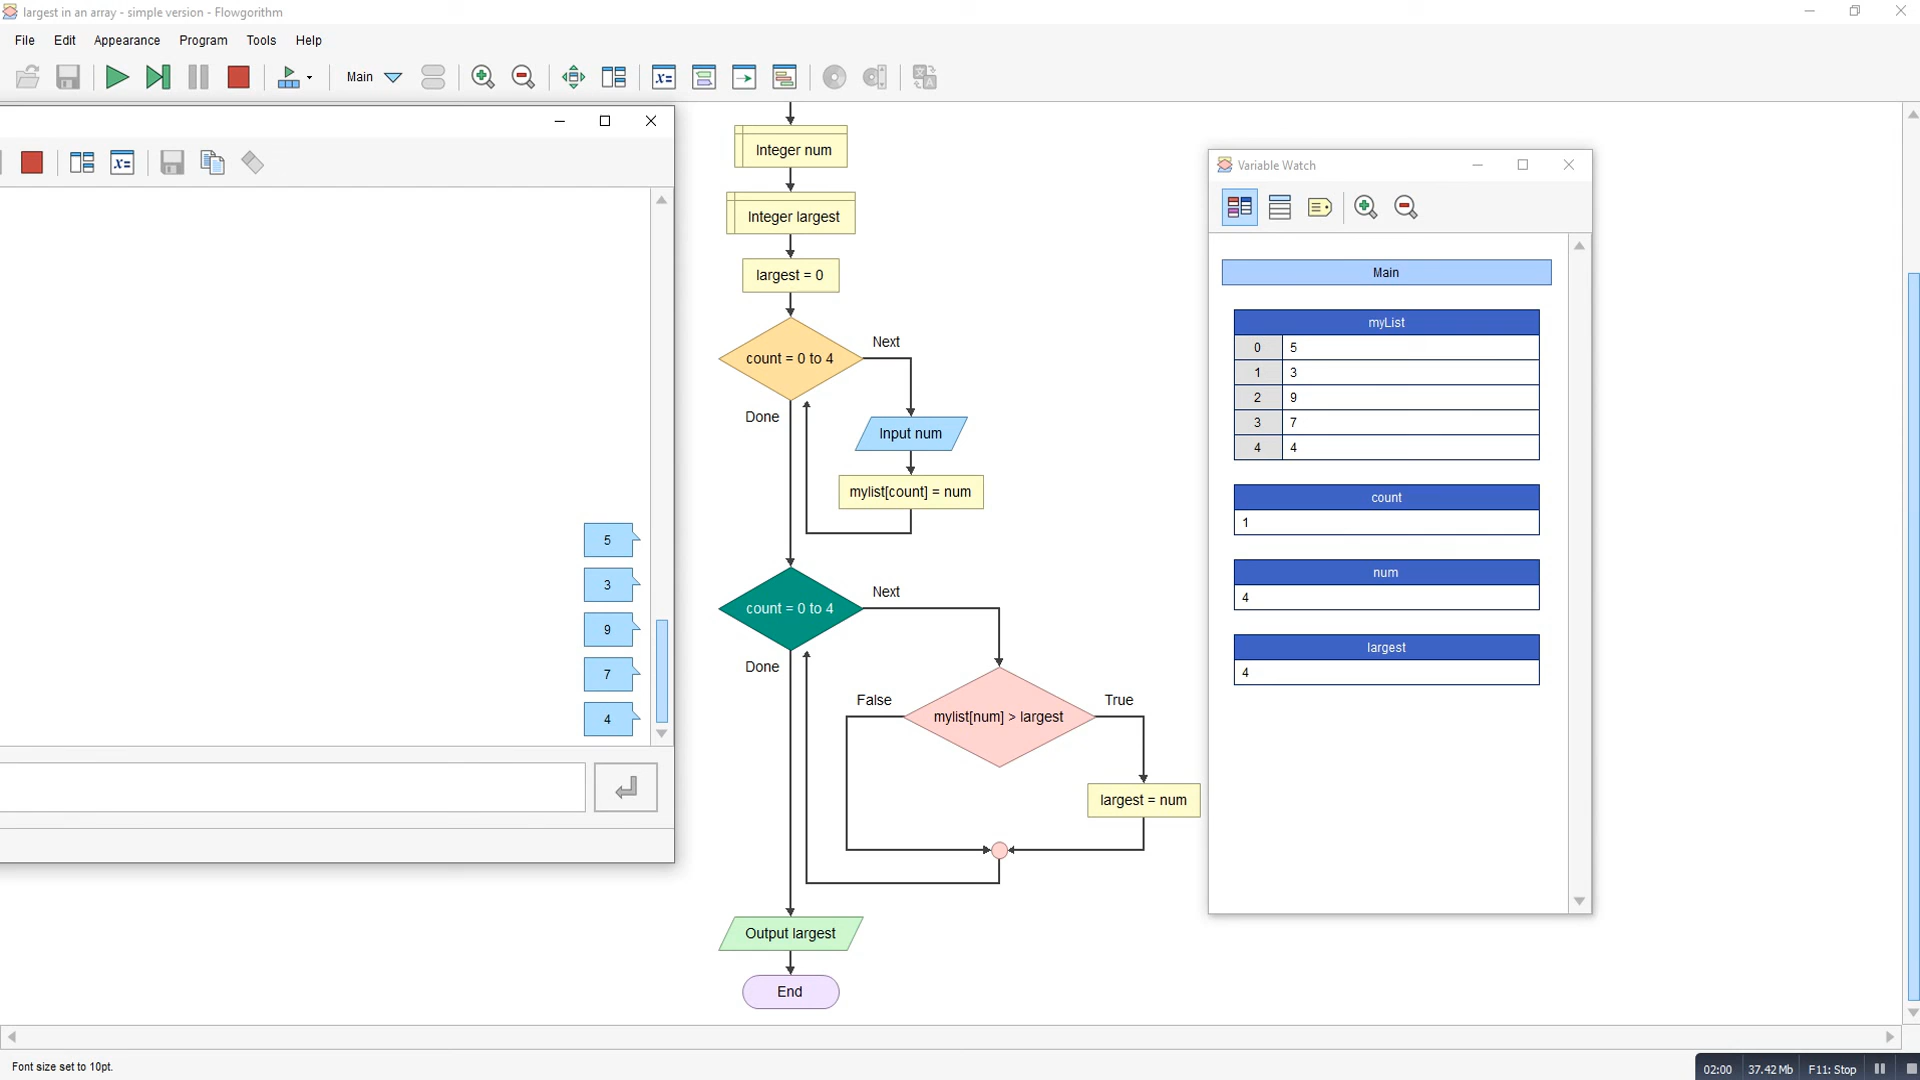 largest in an array - simple version - Flowgorithm
File Edit Appearance Program Tools Help
Main
Integer num
Integer largest
largest = 0
count = 0 to 4
Next
Done
Input num
mylist[count] = num
count = 0 to 4
Next
Done
False
mylist[num] > largest
True
largest = num
Output largest
End
5
3
9
7
4
Variable Watch
Main
myList
0 5
1 3
2 9
3 7
4 4
count
1
num
4
largest
4
Font size set to 10pt.
02:00 37.42 Mb F11: Stop